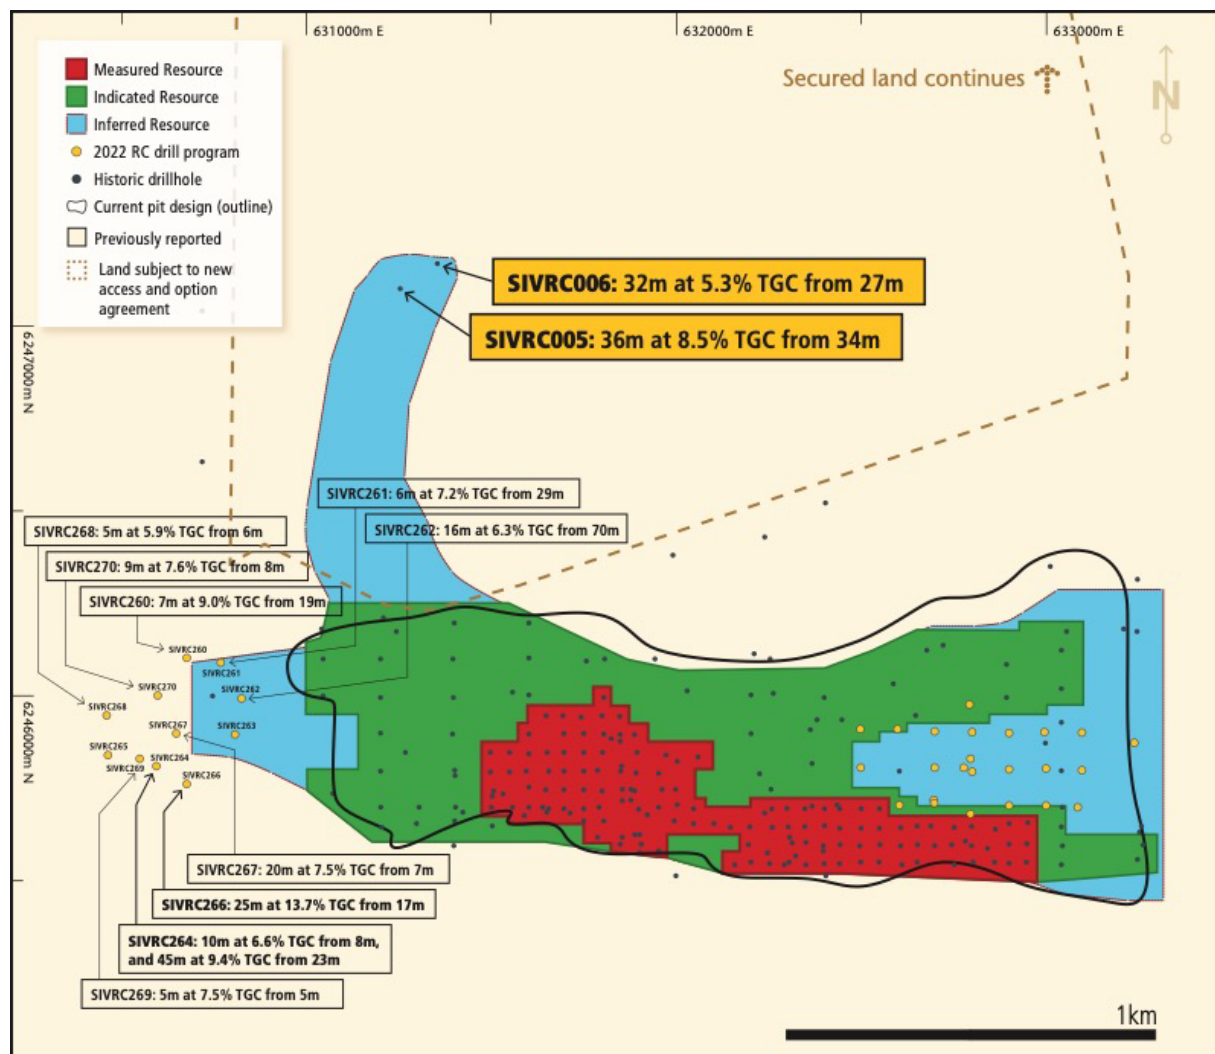 631000m E
632000m E
633000m E
Measured Resource
Indicated Resource
Inferred Resource
2022 RC drill program
Historic drillhole
Current pit design (outline)
Previously reported
Land subject to new
access and option
agreement
Secured land continues
N
SIVRC006: 32m at 5.3% TGC from 27m
SIVRC005: 36m at 8.5% TGC from 34m
6247000m N
SIVRC261: 6m at 7.2% TGC from 29m
SIVRC262: 16m at 6.3% TGC from 70m
SIVRC268: 5m at 5.9% TGC from 6m
SIVRC270: 9m at 7.6% TGC from 8m
SIVRC260: 7m at 9.0% TGC from 19m
SIVRC260
SIVRC261
SIVRC270
SIVRC262
SIVRC268
SIVRC267
SIVRC263
SIVRC265
SIVRC264
SIVRC269
SIVRC266
6246000m N
SIVRC267: 20m at 7.5% TGC from 7m
SIVRC266: 25m at 13.7% TGC from 17m
SIVRC264: 10m at 6.6% TGC from 8m,
and 45m at 9.4% TGC from 23m
SIVRC269: 5m at 7.5% TGC from 5m
1km